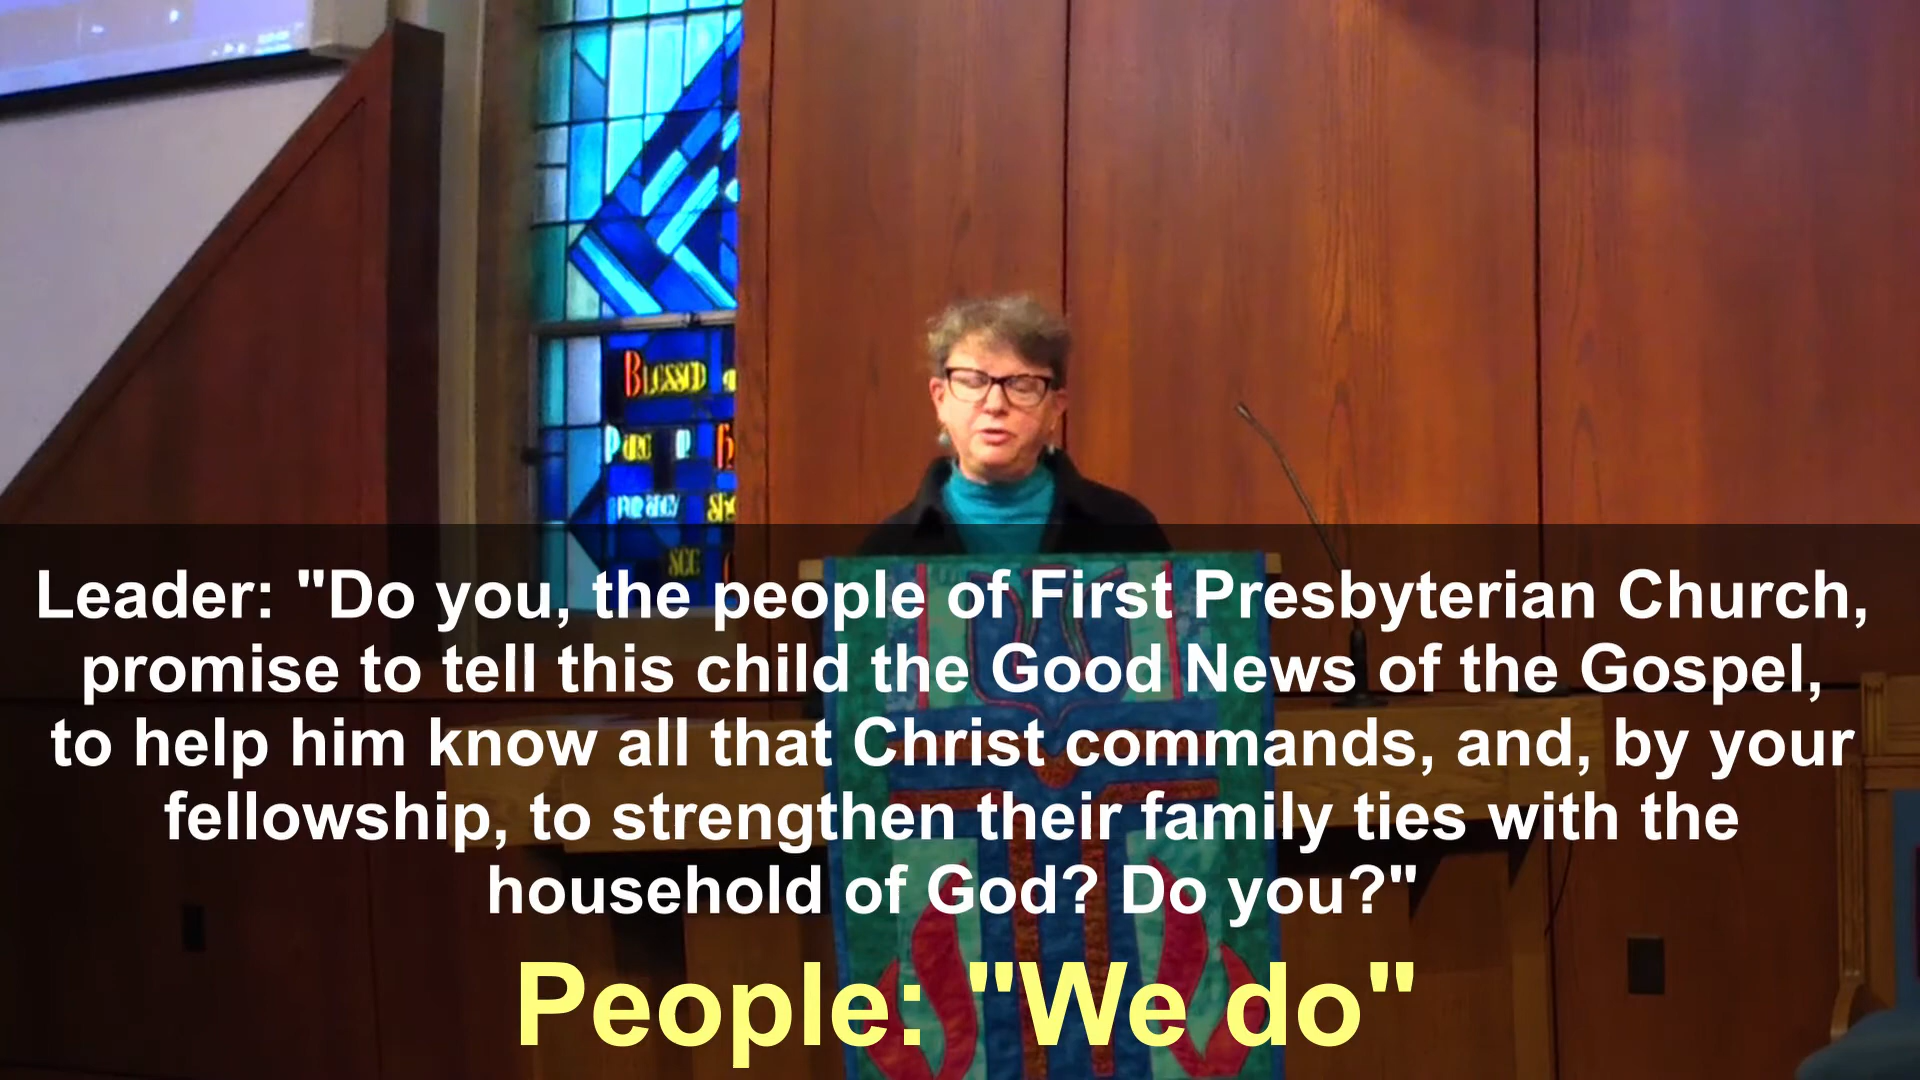 BLESSED
Leader: "Do you, the people of First Presbyterian Church,
promise to tell this child the Good News of the Gospel,
to help him know all that Christ commands, and, by your
fellowship, to strengthen their family ties with the
household of God? Do you?"
People: "We do"